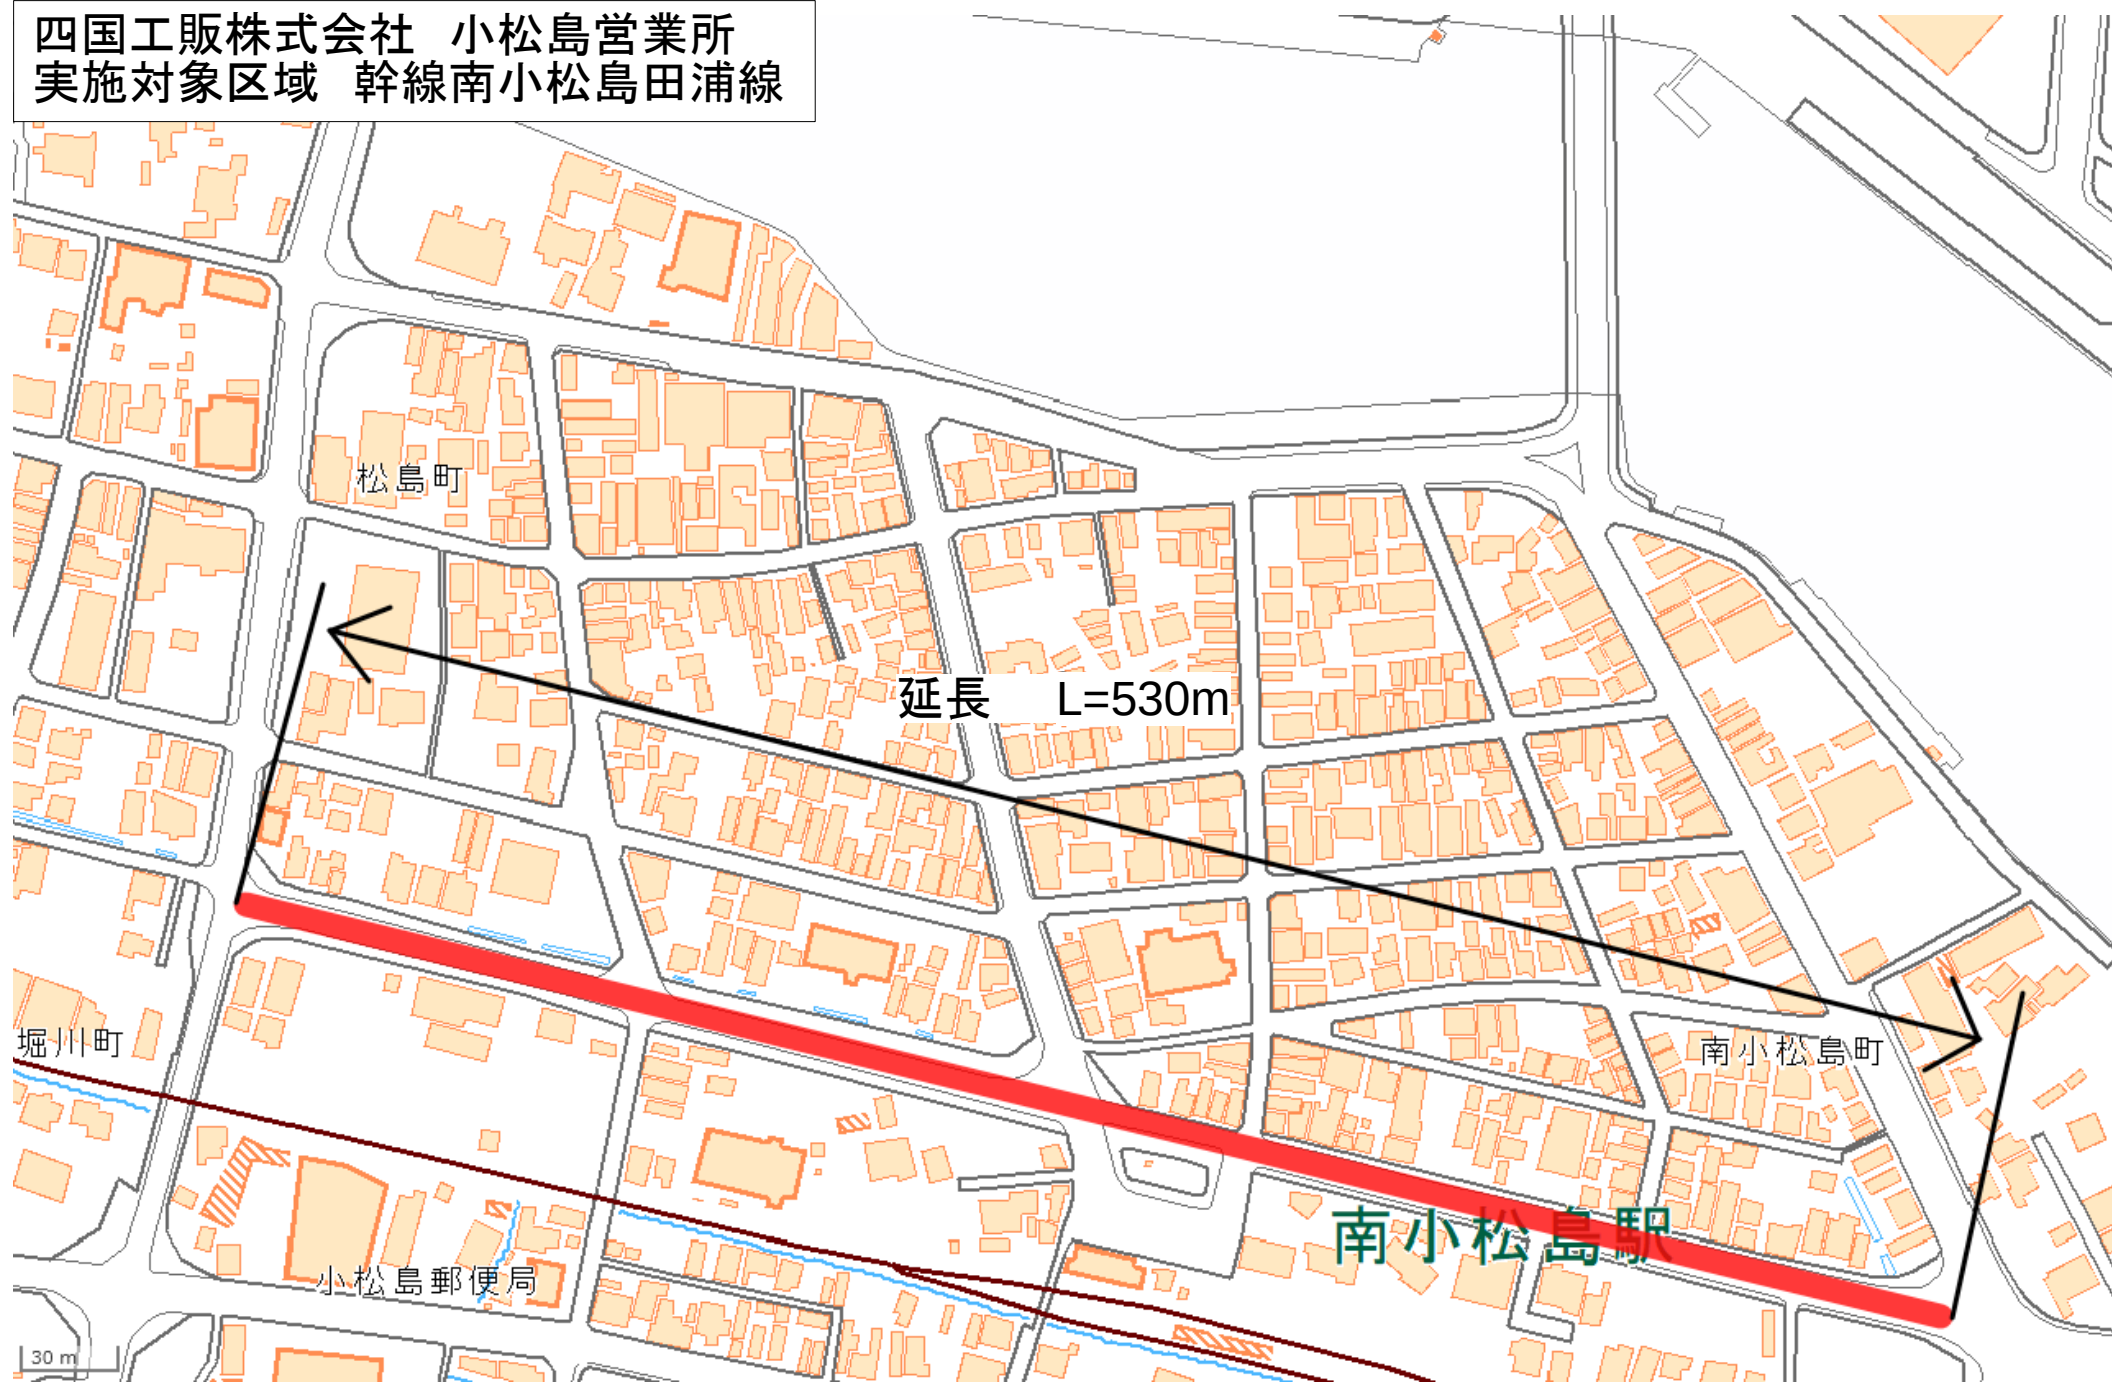 四国工販株式会社　小松島営業所
実施対象区域　幹線南小松島田浦線
松島町
延長　L=530m
堀川町
南小松島町
南小松島駅
小松島郵便局
30 m